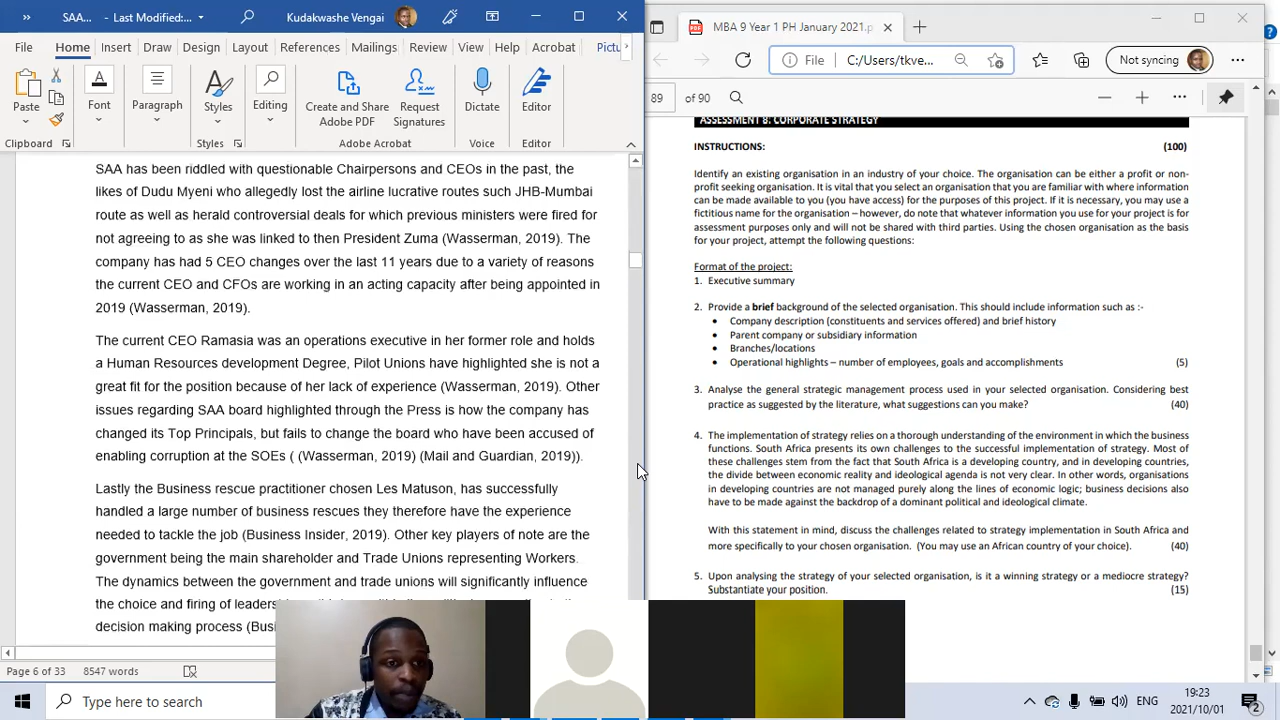 SAA... - Last Modified:...
Kudakwashe Vengai
File Home Insert Draw Design Layout References Mailings Review View Help Acrobat Pictu
Paste
Font
Paragraph
Styles
Editing
Create and Share Adobe PDF
Request Signatures
Dictate
Editor
Clipboard
Styles
Adobe Acrobat
Voice
Editor
SAA has been riddled with questionable Chairpersons and CEOs in the past, the
likes of Dudu Myeni who allegedly lost the airline lucrative routes such JHB-Mumbai
route as well as herald controversial deals for which previous ministers were fired for
not agreeing to as she was linked to then President Zuma (Wasserman, 2019). The
company has had 5 CEO changes over the last 11 years due to a variety of reasons
the current CEO and CFOs are working in an acting capacity after being appointed in
2019 (Wasserman, 2019).
The current CEO Ramasia was an operations executive in her former role and holds
a Human Resources development Degree, Pilot Unions have highlighted she is not a
great fit for the position because of her lack of experience (Wasserman, 2019). Other
issues regarding SAA board highlighted through the Press is how the company has
changed its Top Principals, but fails to change the board who have been accused of
enabling corruption at the SOEs ( (Wasserman, 2019) (Mail and Guardian, 2019)).
Lastly the Business rescue practitioner chosen Les Matuson, has successfully
handled a large number of business rescues they therefore have the experience
needed to tackle the job (Business Insider, 2019). Other key players of note are the
government being the main shareholder and Trade Unions representing Workers.
The dynamics between the government and trade unions will significantly influence
the choice and firing of
decision making process
Page 6 of 33 8547 words
MBA 9 Year 1 PH January 2021.p
File C:/Users/tkve...
Not syncing
89 of 90
ASSESSMENT 8: CORPORATE STRATEGY
INSTRUCTIONS: (100)
Identify an existing organisation in an industry of your choice. The organisation can be either a profit or non-
profit seeking organisation. It is vital that you select an organisation that you are familiar with where information
can be made available to you (you have access) for the purposes of this project. If it is necessary, you may use a
fictitious name for the organisation – however, do note that whatever information you use for your project is for
assessment purposes only and will not be shared with third parties. Using the chosen organisation as the basis
for your project, attempt the following questions:
Format of the project:
1. Executive summary
2. Provide a brief background of the selected organisation. This should include information such as :-
• Company description (constituents and services offered) and brief history
• Parent company or subsidiary information
• Branches/locations
• Operational highlights – number of employees, goals and accomplishments (5)
3. Analyse the general strategic management process used in your selected organisation. Considering best
practice as suggested by the literature, what suggestions can you make? (40)
4. The implementation of strategy relies on a thorough understanding of the environment in which the business
functions. South Africa presents its own challenges to the successful implementation of strategy. Most of
these challenges stem from the fact that South Africa is a developing country, and in developing countries,
the divide between economic reality and ideological agenda is not very clear. In other words, organisations
in developing countries are not managed purely along the lines of economic logic; business decisions also
have to be made against the backdrop of a dominant political and ideological climate.
With this statement in mind, discuss the challenges related to strategy implementation in South Africa and
more specifically to your chosen organisation. (You may use an African country of your choice). (40)
5. Upon analysing the strategy of your selected organisation, is it a winning strategy or a mediocre strategy?
Substantiate your position. (15)
Type here to search
ENG
19:23
2021/10/01
2